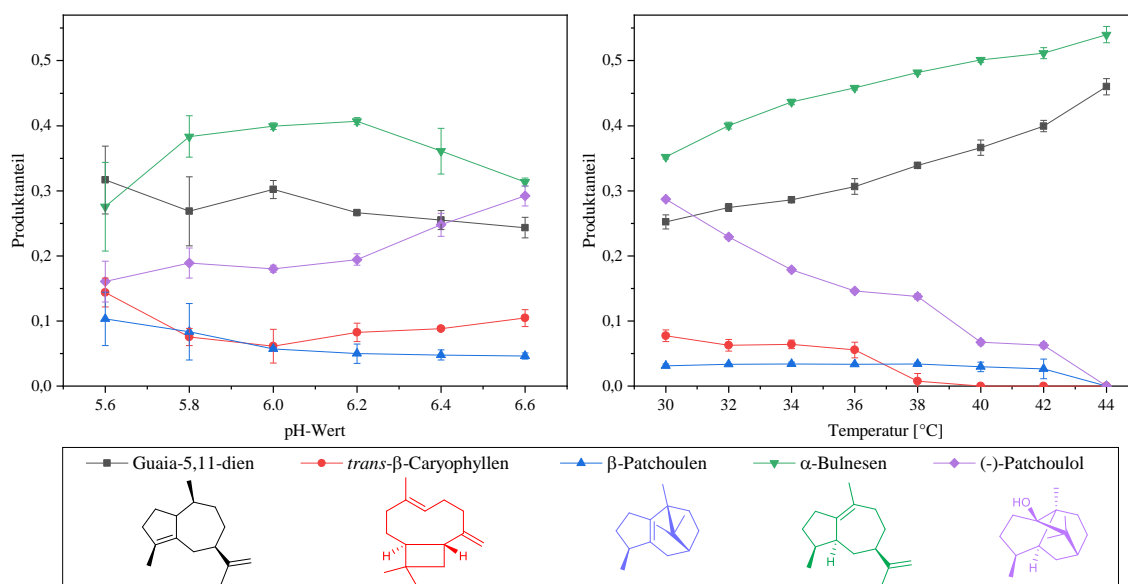 0,5
0,4
0,3
0,2
0,1
0,0
Produktanteil
5.6 5.8 6.0 6.2 6.4 6.6
pH-Wert
0,5
0,4
0,3
0,2
0,1
0,0
Produktanteil
30 32 34 36 38 40 42 44
Temperatur [°C]
Guaia-5,11-dien trans-β-Caryophyllen β-Patchoulen α-Bulnesen (-)-Patchoulol
H H
H
HO
H